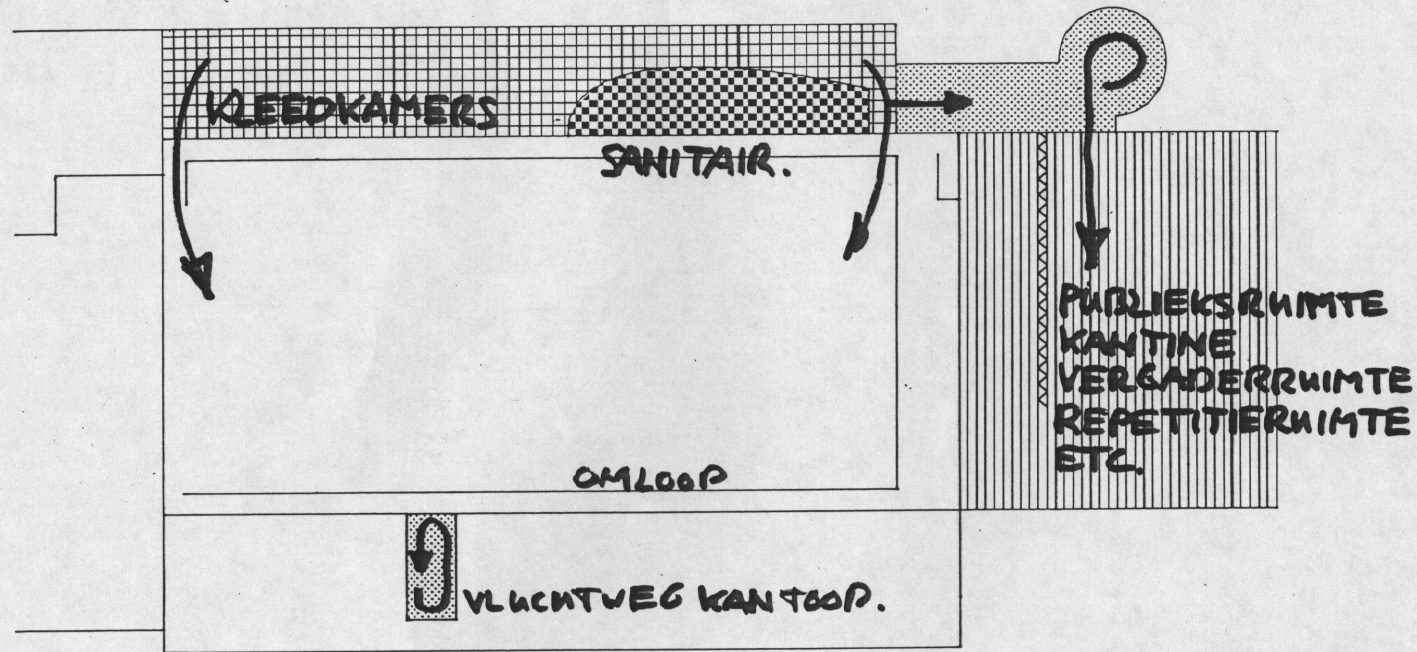 KLEEDKAMERS
SANITAIR.
PUBLIEKSRUIMTE
KANTINE
VERGADERRUIMTE
REPETITIERUIMTE
ETC.
OMLOOP
VLUCHTWEG KANTOOR.